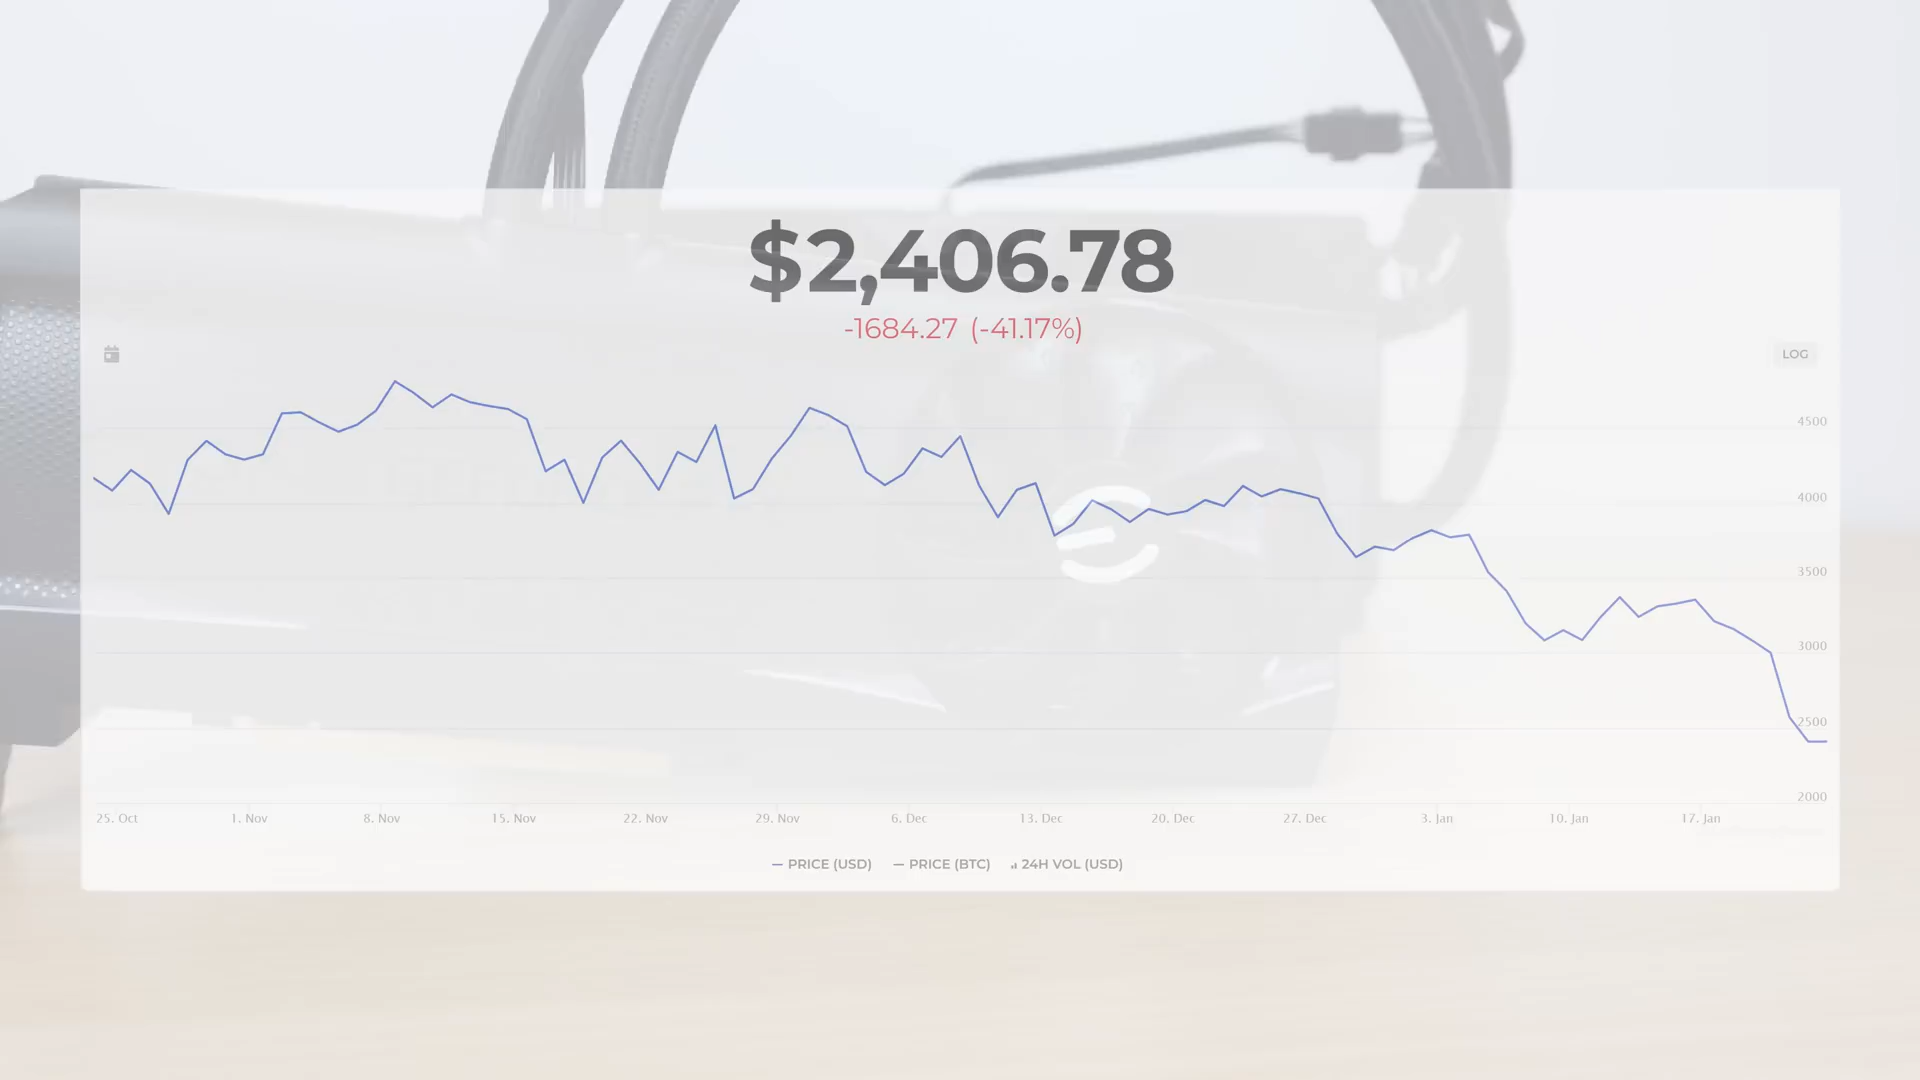 $2,406.78
-1684.27 (-41.17%)
LOG
4500
4000
3500
3000
2500
2000
25. Oct 1. Nov 8. Nov 15. Nov 22. Nov 29. Nov 6. Dec 13. Dec 20. Dec 27. Dec 3. Jan 10. Jan 17. Jan
PRICE (USD) PRICE (BTC) 24H VOL (USD)